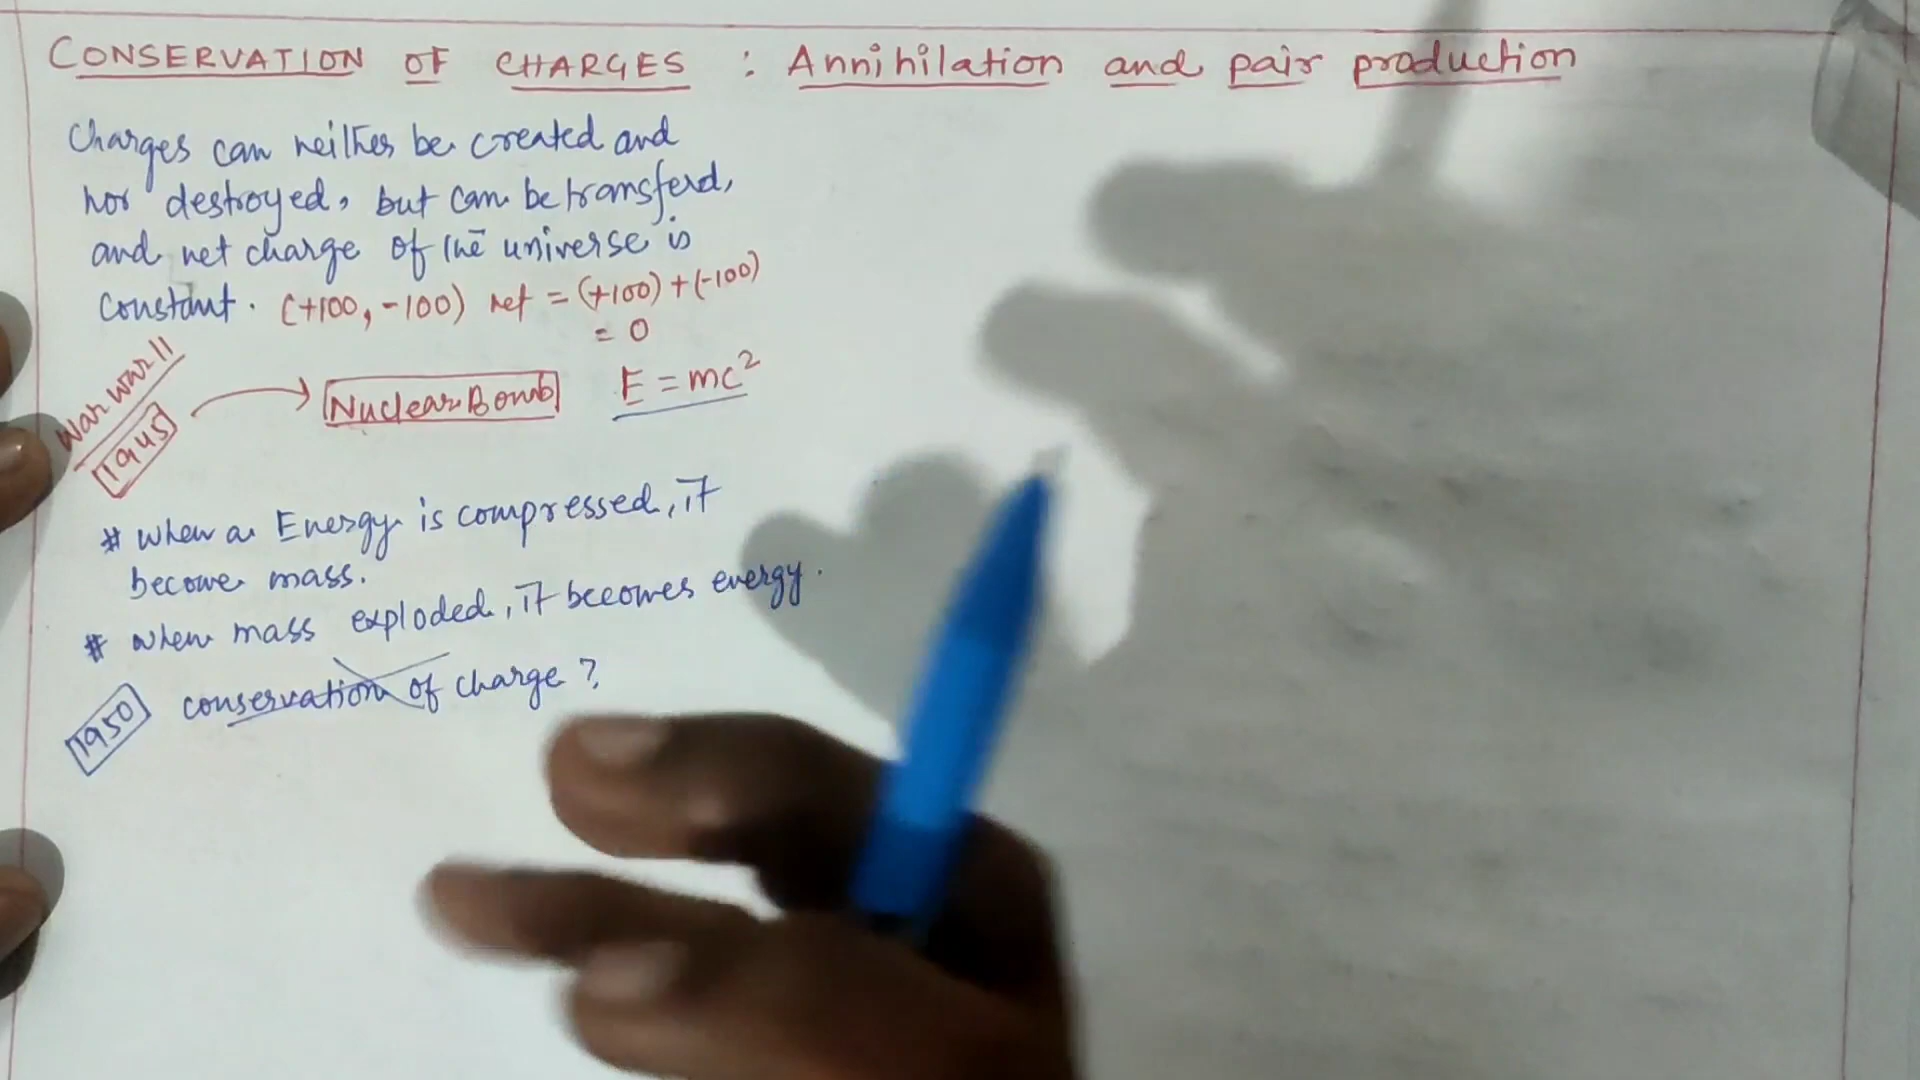 CONSERVATION OF CHARGES : Annihilation and pair production
Charges can neither be created and
nor destroyed, but can be transferd,
and net charge of the universe is
constant. (+100, -100) net = (+100) + (-100)
= 0
War war II
1945
Nuclear Bomb E = mc²
# when a Energy is compressed, it
become mass.
# when mass exploded, it becomes energy.
1950 conservation of charge ?